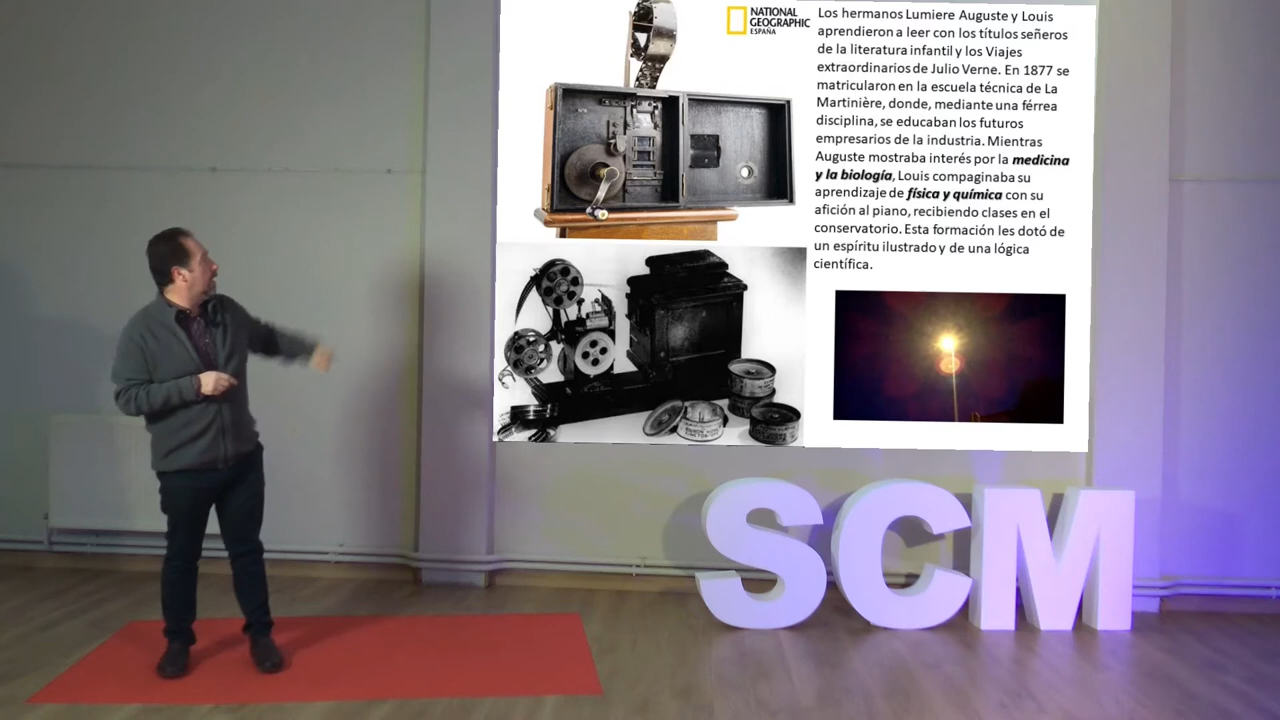 NATIONAL
GEOGRAPHIC
ESPAÑA
Los hermanos Lumiere Auguste y Louis
aprendieron a leer con los títulos señeros
de la literatura infantil y los Viajes
extraordinarios de Julio Verne. En 1877 se
matricularon en la escuela técnica de La
Martinière, donde, mediante una férrea
disciplina, se educaban los futuros
empresarios de la industria. Mientras
Auguste mostraba interés por la medicina
y la biología, Louis compaginaba su
aprendizaje de física y química con su
afición al piano, recibiendo clases en el
conservatorio. Esta formación les dotó de
un espíritu ilustrado y de una lógica
científica.
SCM